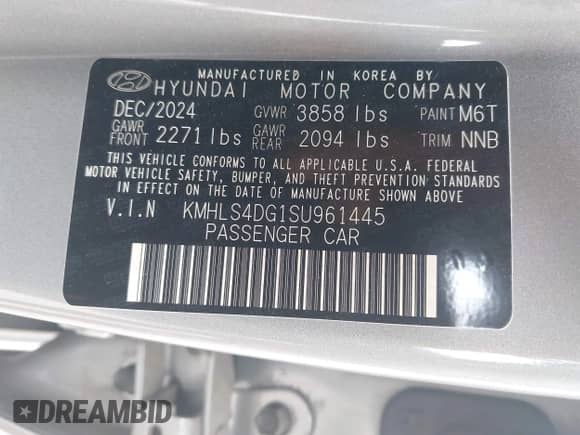 MANUFACTURED IN KOREA BY
HYUNDAI MOTOR COMPANY
DEC/2024 GVWR 3858 lbs PAINT M6T
GAWR FRONT 2271 lbs GAWR REAR 2094 lbs TRIM NNB
THIS VEHICLE CONFORMS TO ALL APPLICABLE U.S.A. FEDERAL
MOTOR VEHICLE SAFETY, BUMPER, AND THEFT PREVENTION STANDARDS
IN EFFECT ON THE DATE OF MANUFACTURE SHOWN ABOVE
V.I.N KMHLS4DG1SU961445
PASSENGER CAR
DREAMBID